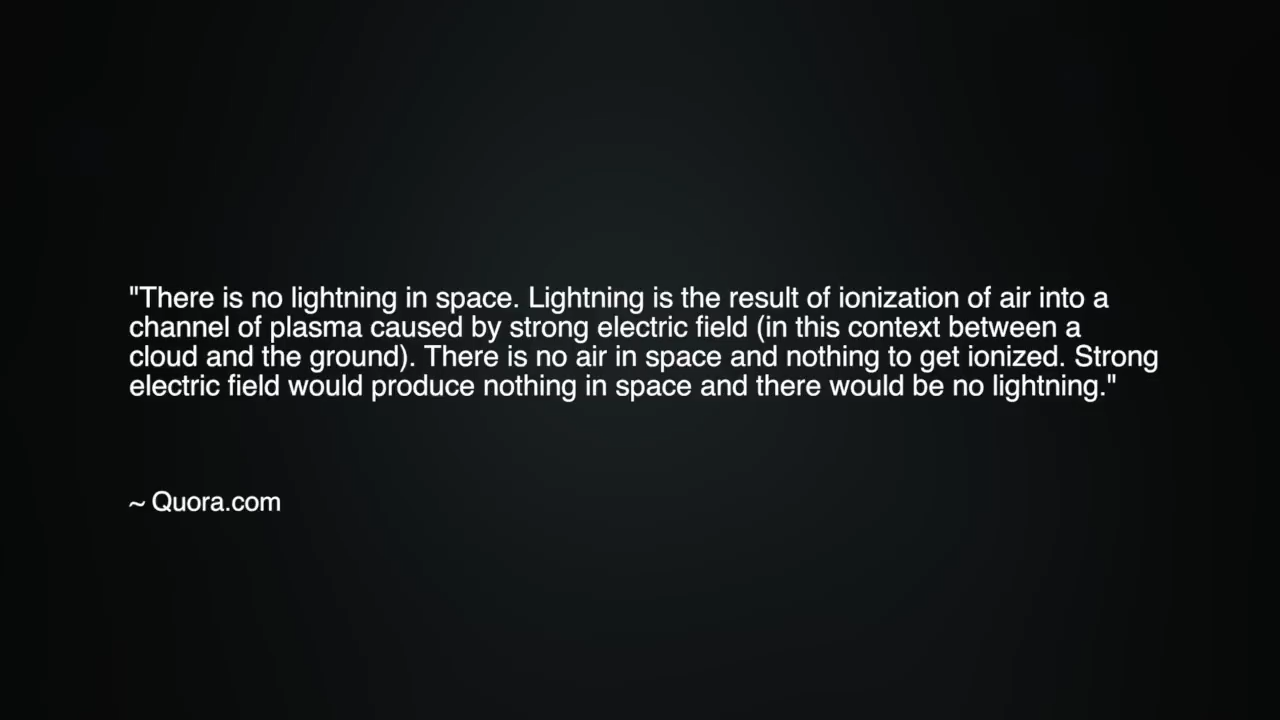 "There is no lightning in space. Lightning is the result of ionization of air into a
channel of plasma caused by strong electric field (in this context between a
cloud and the ground). There is no air in space and nothing to get ionized. Strong
electric field would produce nothing in space and there would be no lightning."
~ Quora.com